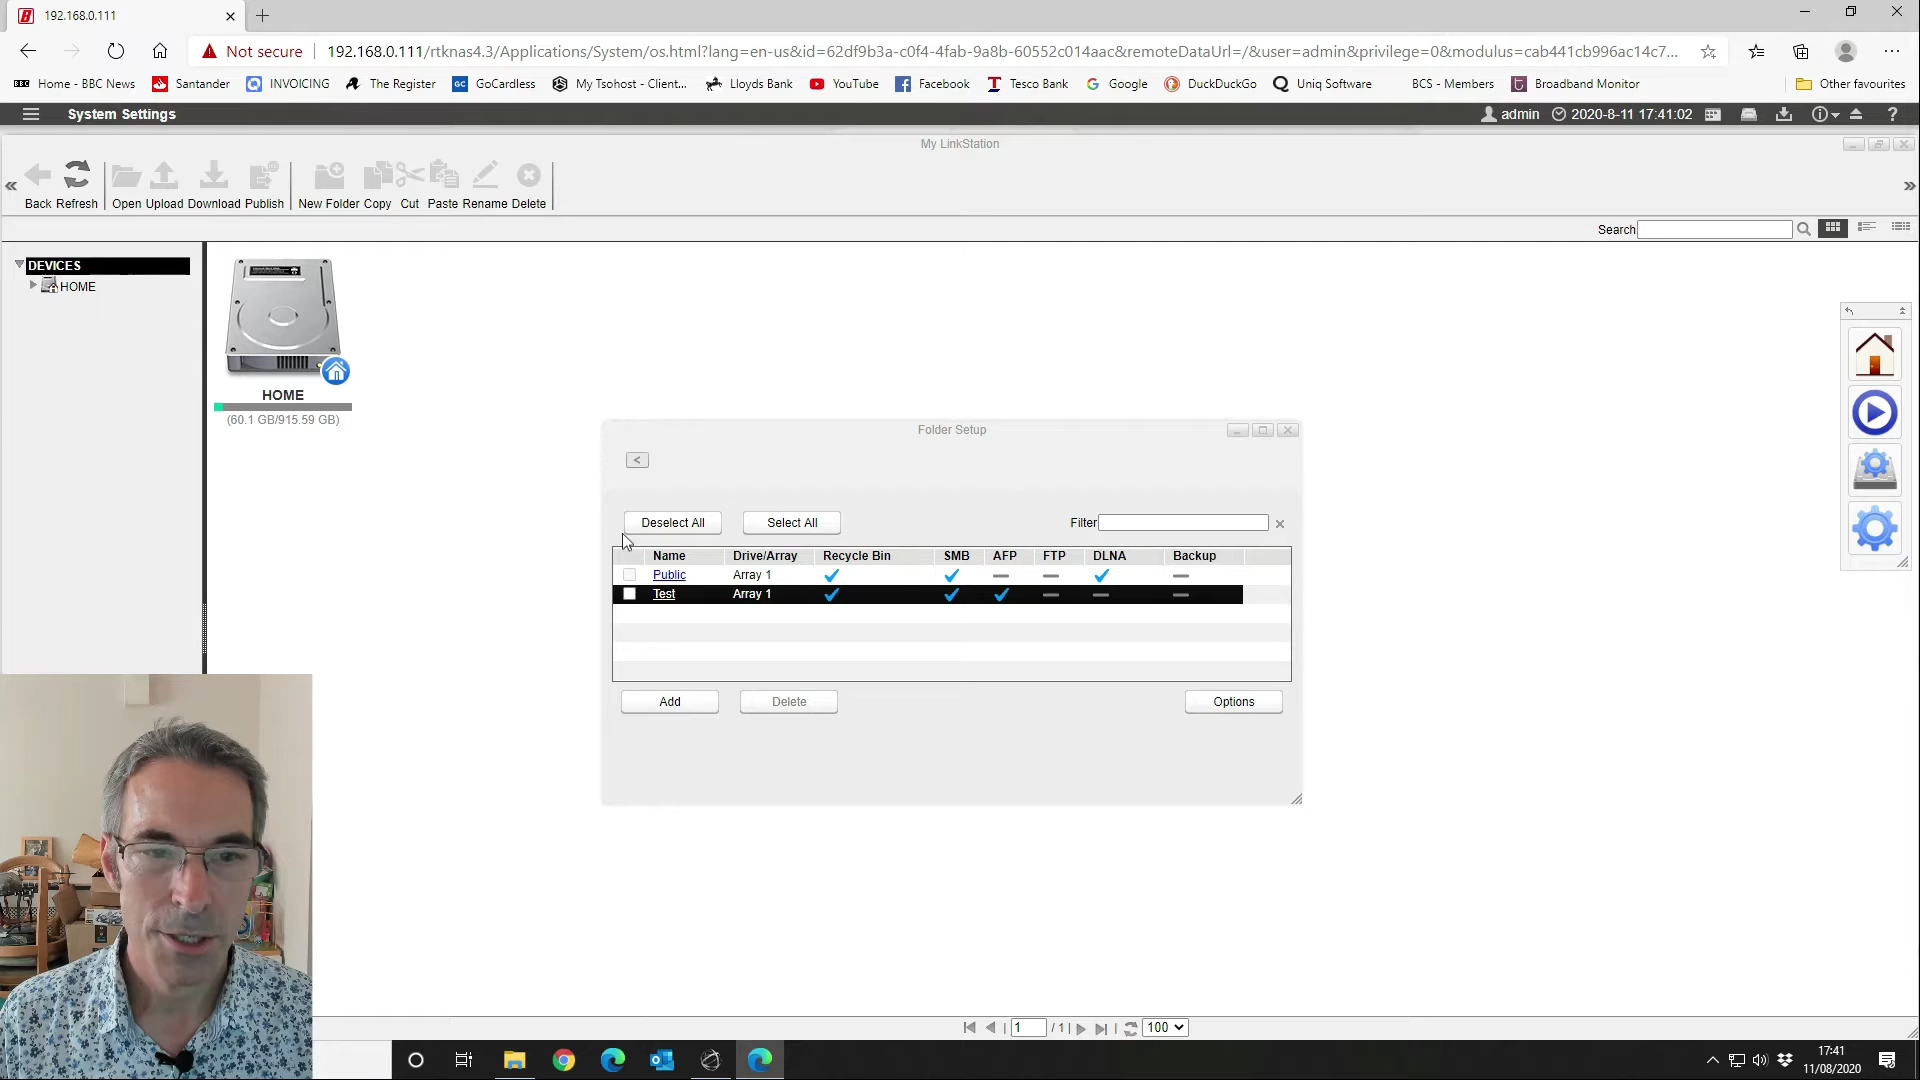 192.168.0.111
Not secure
192.168.0.111/rtknas4.3/Applications/System/os.html?lang=en-us&id=62df9b3a-c0f4-4fab-9a8b-60552c014aac&remoteDataUrl=/&user=admin&privilege=0&modulus=cab441cb996ac14c7...
BBC Home - BBC News
Santander
INVOICING
The Register
GC GoCardless
My Tsohost - Client...
Lloyds Bank
YouTube
Facebook
Tesco Bank
Google
DuckDuckGo
Uniq Software
BCS - Members
Broadband Monitor
Other favourites
System Settings
admin
2020-8-11 17:41:02
My LinkStation
Back Refresh Open Upload Download Publish New Folder Copy Cut Paste Rename Delete
Search
DEVICES
HOME
HOME
(60.1 GB/915.59 GB)
Folder Setup
<
Deselect All Select All Filter
Name Drive/Array Recycle Bin SMB AFP FTP DLNA Backup
Public Array 1
Test Array 1
Add Delete Options
1 / 1 100
17:41
11/08/2020